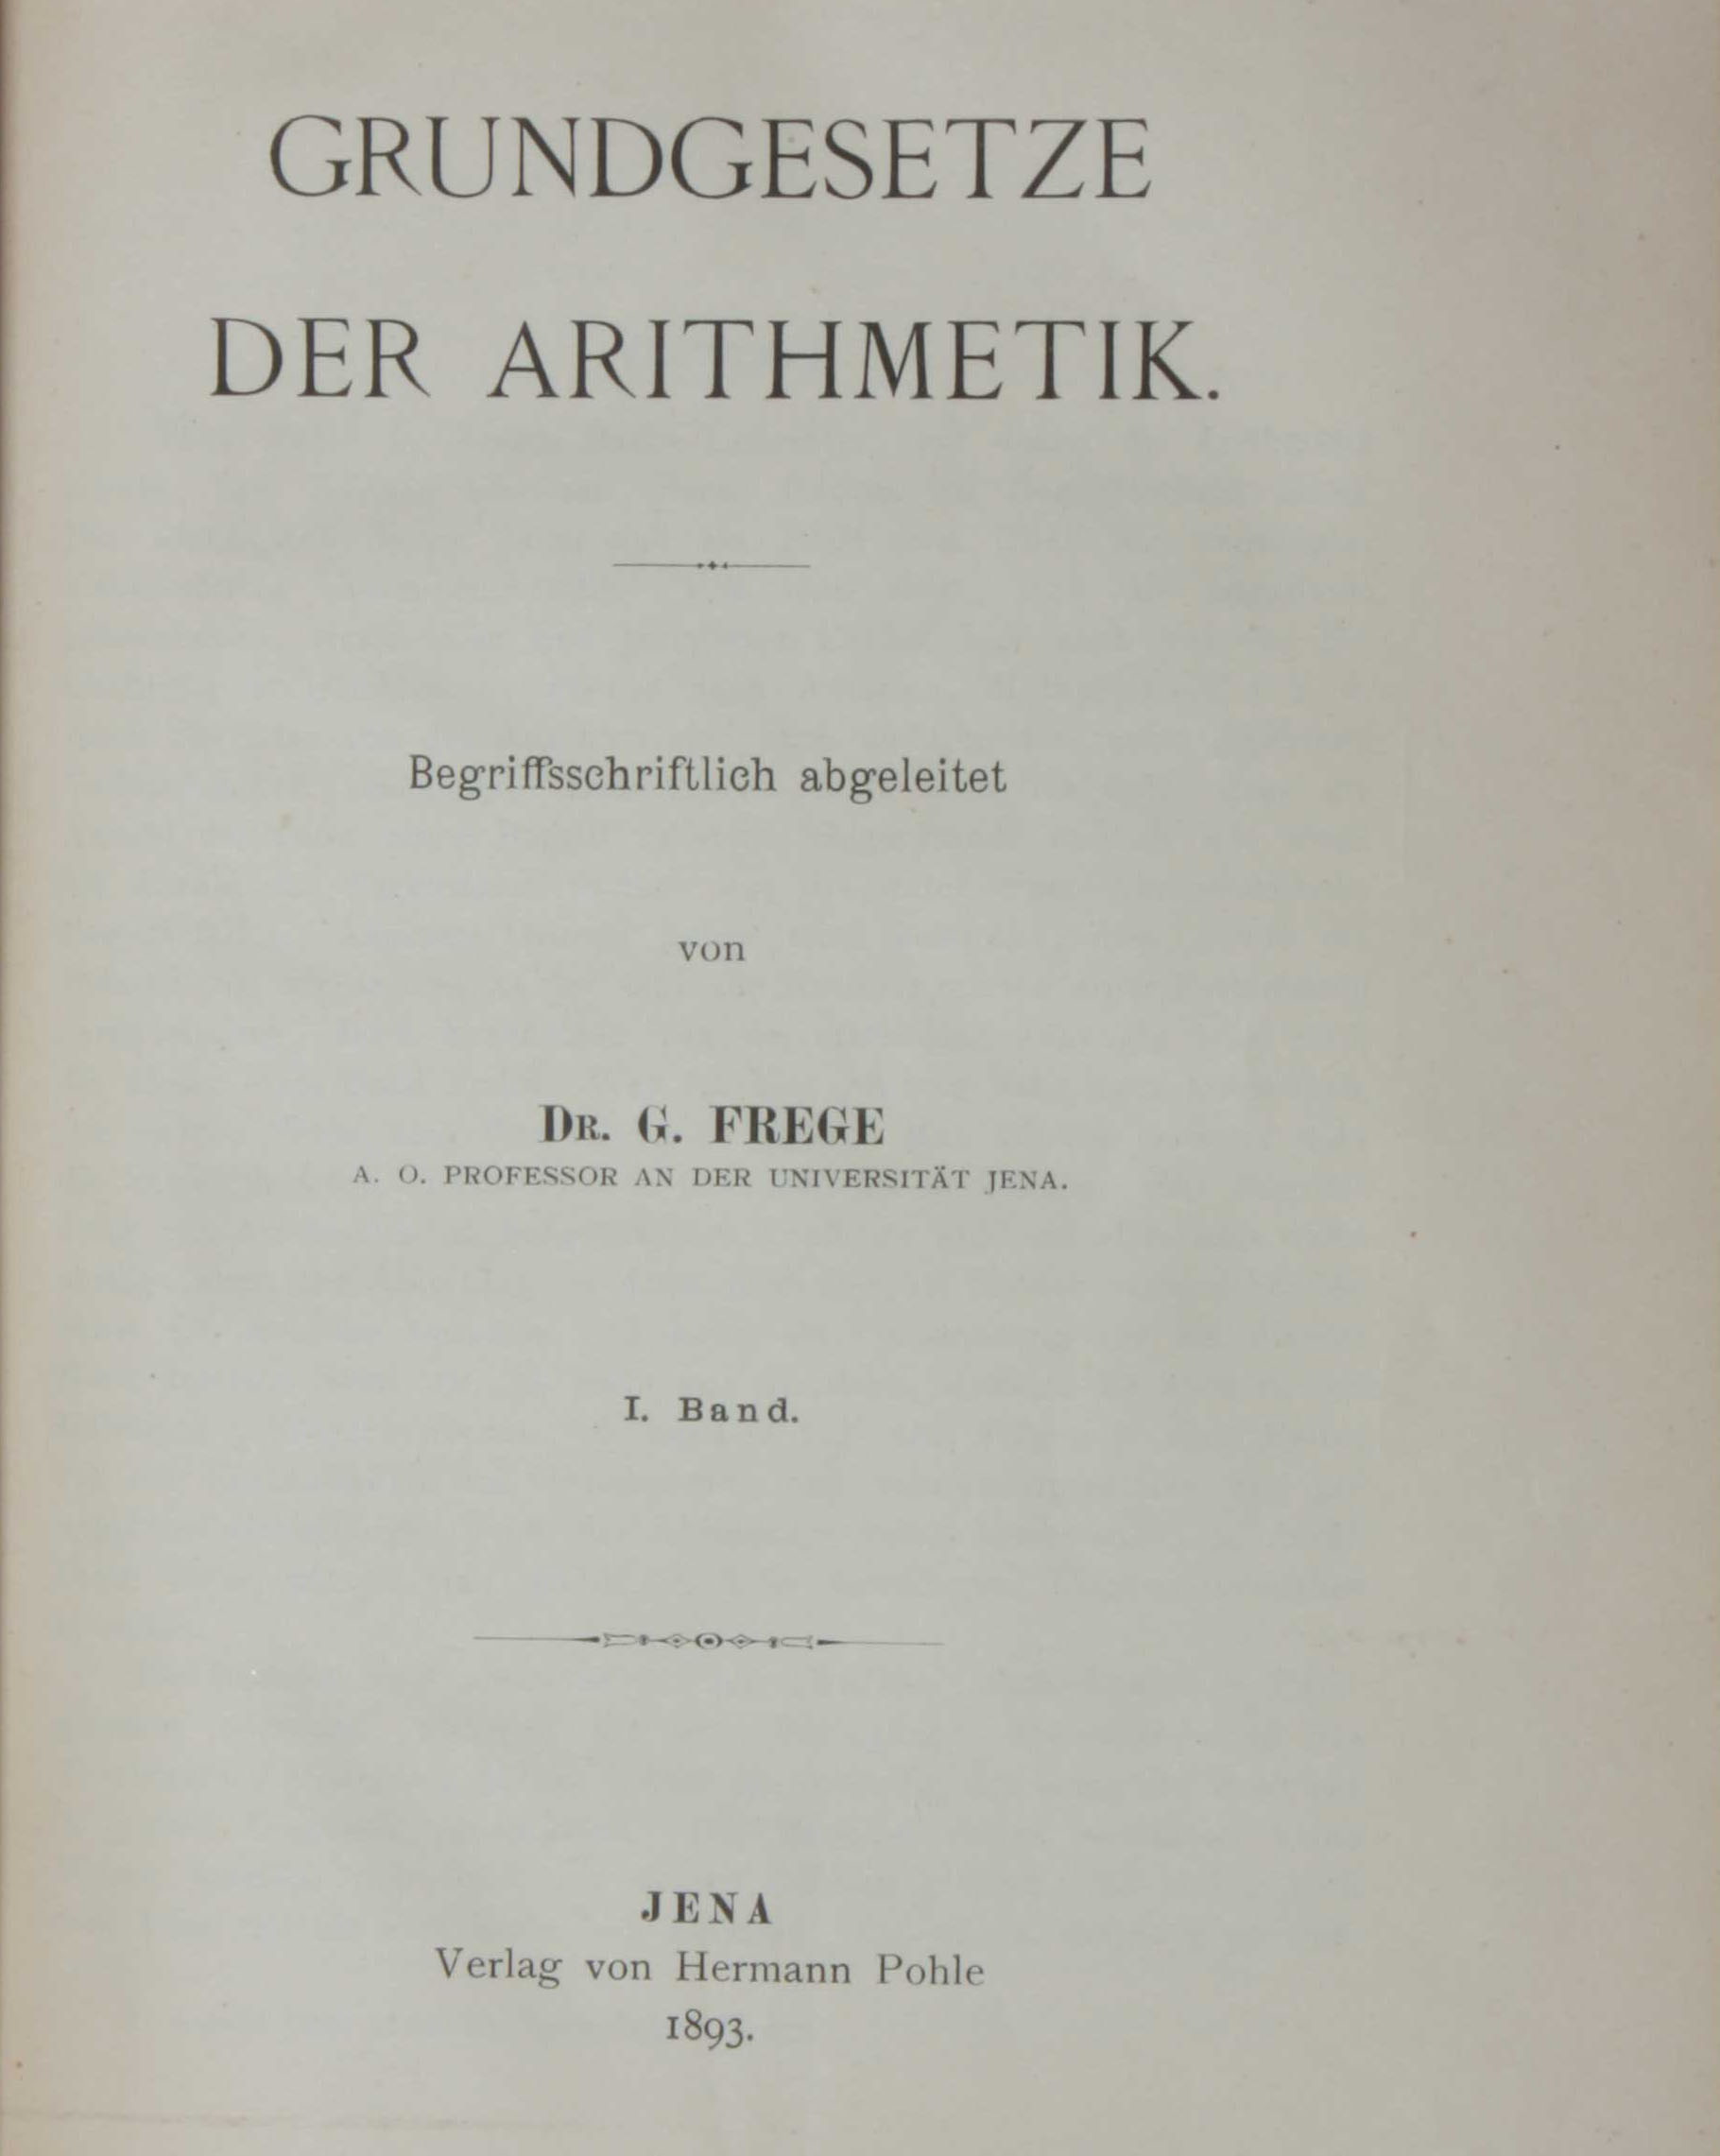 GRUNDGESETZE
DER ARITHMETIK.
Begriffsschriftlich abgeleitet
von
DR. G. FREGE
A. O. PROFESSOR AN DER UNIVERSITÄT JENA.
I. Band.
JENA
Verlag von Hermann Pohle
1893.